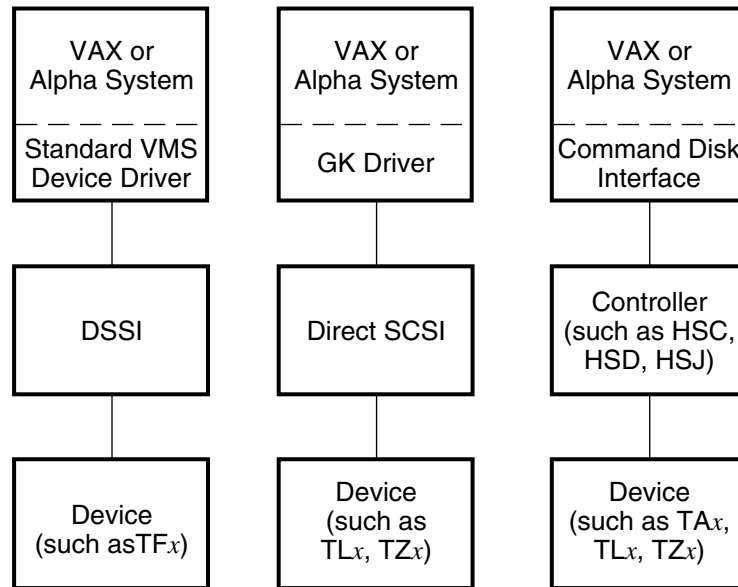 VAX or
Alpha System
Standard VMS
Device Driver
DSSI
Device
(such asTFx)
VAX or
Alpha System
GK Driver
Direct SCSI
Device
(such as
TLx, TZx)
VAX or
Alpha System
Command Disk
Interface
Controller
(such as HSC,
HSD, HSJ)
Device
(such as TAx,
TLx, TZx)